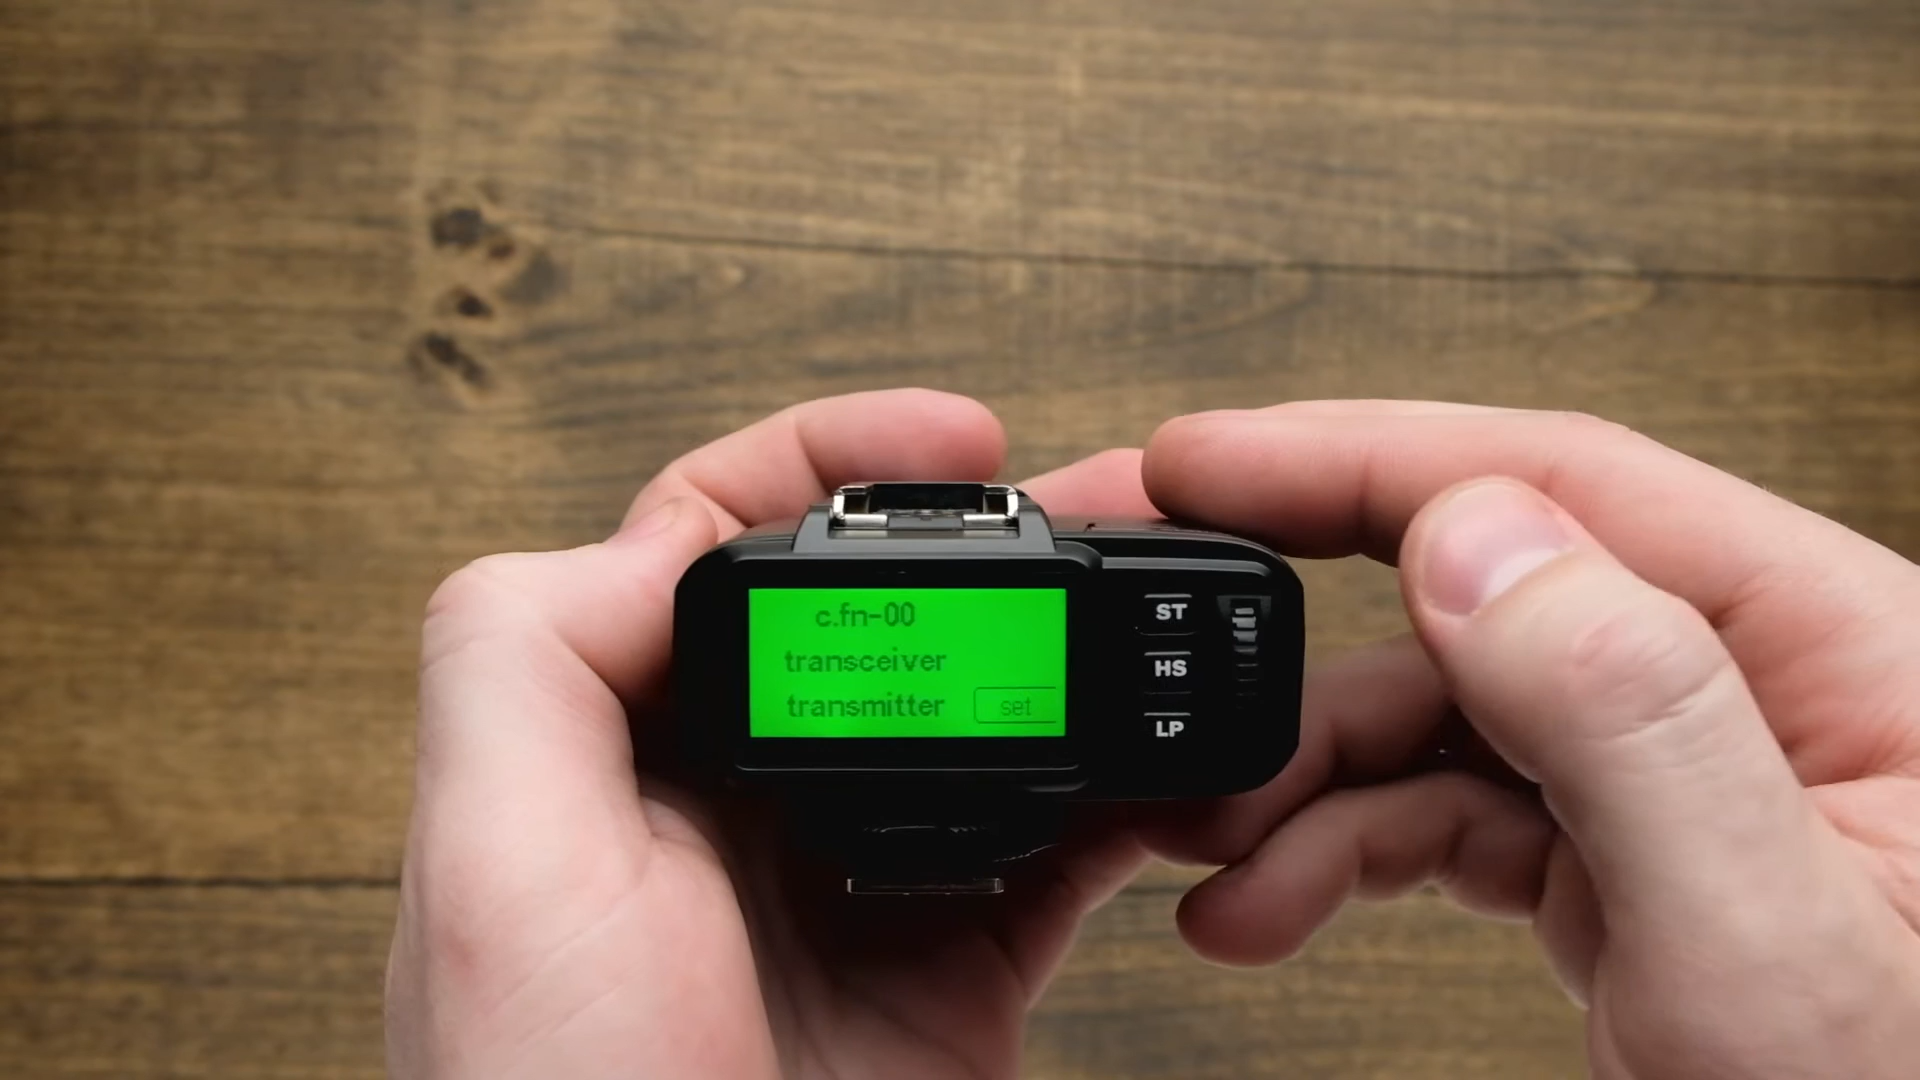 c.fn-00
transceiver
transmitter set
ST
HS
LP